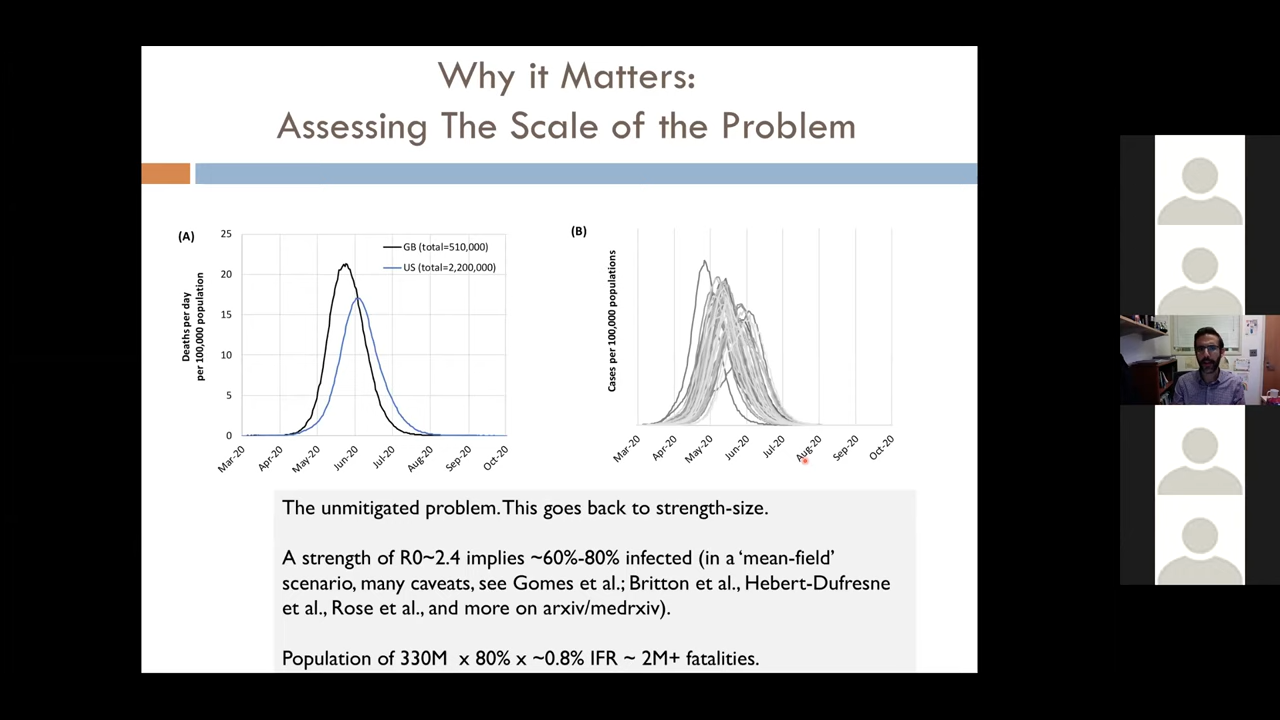 Why it Matters:
Assessing The Scale of the Problem
(A)
Deaths per day
per 100,000 population
25
20
15
10
5
0
GB (total=510,000)
US (total=2,200,000)
Mar-20
Apr-20
May-20
Jun-20
Jul-20
Aug-20
Sep-20
Oct-20
(B)
Cases per 100,000 populations
Mar-20
Apr-20
May-20
Jun-20
Jul-20
Aug-20
Sep-20
Oct-20
The unmitigated problem. This goes back to strength-size.
A strength of R0~2.4 implies ~60%-80% infected (in a ‘mean-field’
scenario, many caveats, see Gomes et al.; Britton et al., Hebert-Dufresne
et al., Rose et al., and more on arxiv/medrxiv).
Population of 330M x 80% x ~0.8% IFR ~ 2M+ fatalities.